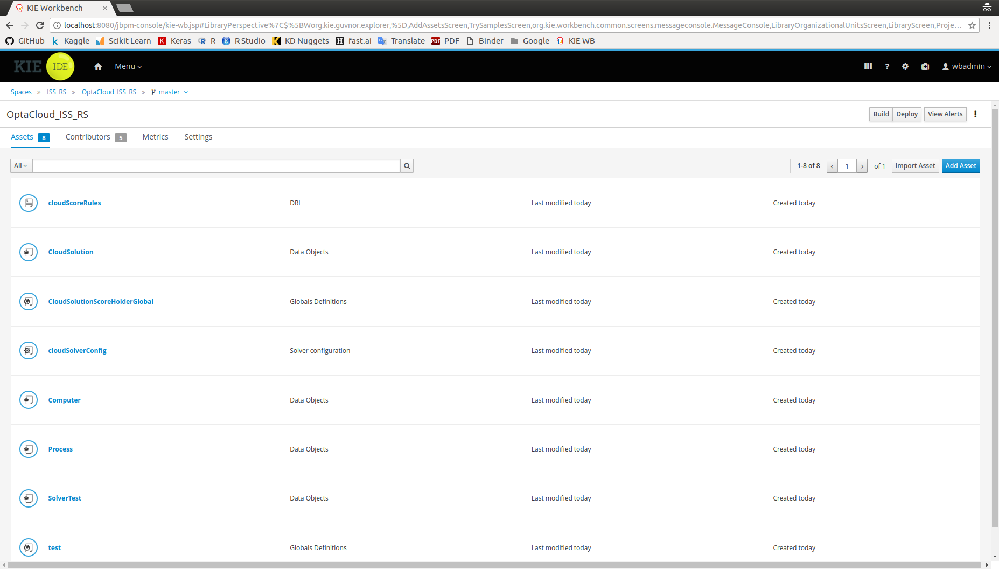 KIE Workbench
localhost:8080/jbpm-console/kie-wb.jsp#LibraryPerspective%7C$%5BWorg.kie.guvnor.explorer,%5D,AddAssetsScreen,TrySamplesScreen,org.kie.workbench.common.screens.messageconsole.MessageConsole,LibraryOrganizationalUnitsScreen,LibraryScreen,Proje...
GitHub k Kaggle Scikit Learn K Keras R R R Studio K KD Nuggets H fast.ai Translate PDF PDF Binder Google KIE WB
KIE IDE Menu ? wbadmin
Spaces » ISS_RS » OptaCloud_ISS_RS » master
OptaCloud_ISS_RS Build Deploy View Alerts
Assets 8 Contributors 5 Metrics Settings
All 1-8 of 8 < 1 > of 1 Import Asset Add Asset
cloudScoreRules DRL Last modified today Created today
CloudSolution Data Objects Last modified today Created today
CloudSolutionScoreHolderGlobal Globals Definitions Last modified today Created today
cloudSolverConfig Solver configuration Last modified today Created today
Computer Data Objects Last modified today Created today
Process Data Objects Last modified today Created today
SolverTest Data Objects Last modified today Created today
test Globals Definitions Last modified today Created today